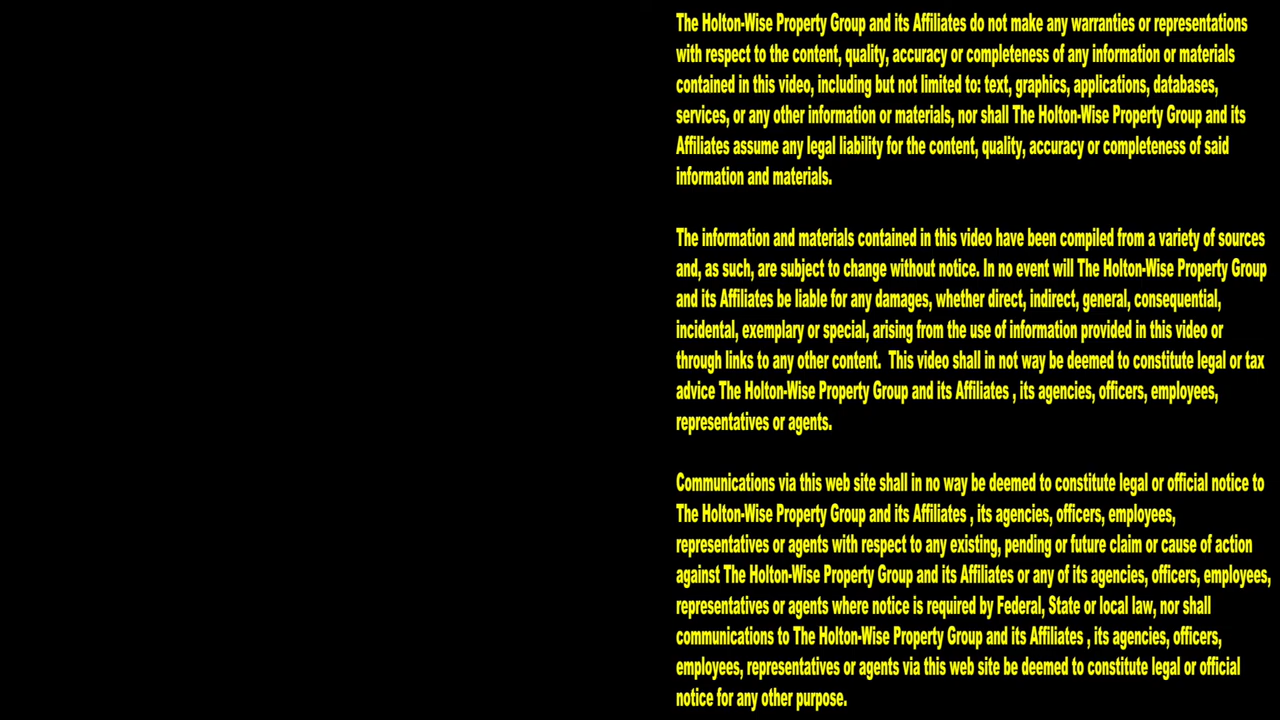 The Holton-Wise Property Group and its Affiliates do not make any warranties or representations
with respect to the content, quality, accuracy or completeness of any information or materials
contained in this video, including but not limited to: text, graphics, applications, databases,
services, or any other information or materials, nor shall The Holton-Wise Property Group and its
Affiliates assume any legal liability for the content, quality, accuracy or completeness of said
information and materials.
The information and materials contained in this video have been compiled from a variety of sources
and, as such, are subject to change without notice. In no event will The Holton-Wise Property Group
and its Affiliates be liable for any damages, whether direct, indirect, general, consequential,
incidental, exemplary or special, arising from the use of information provided in this video or
through links to any other content.  This video shall in not way be deemed to constitute legal or tax
advice The Holton-Wise Property Group and its Affiliates , its agencies, officers, employees,
representatives or agents.
Communications via this web site shall in no way be deemed to constitute legal or official notice to
The Holton-Wise Property Group and its Affiliates , its agencies, officers, employees,
representatives or agents with respect to any existing, pending or future claim or cause of action
against The Holton-Wise Property Group and its Affiliates or any of its agencies, officers, employees,
representatives or agents where notice is required by Federal, State or local law, nor shall
communications to The Holton-Wise Property Group and its Affiliates , its agencies, officers,
employees, representatives or agents via this web site be deemed to constitute legal or official
notice for any other purpose.